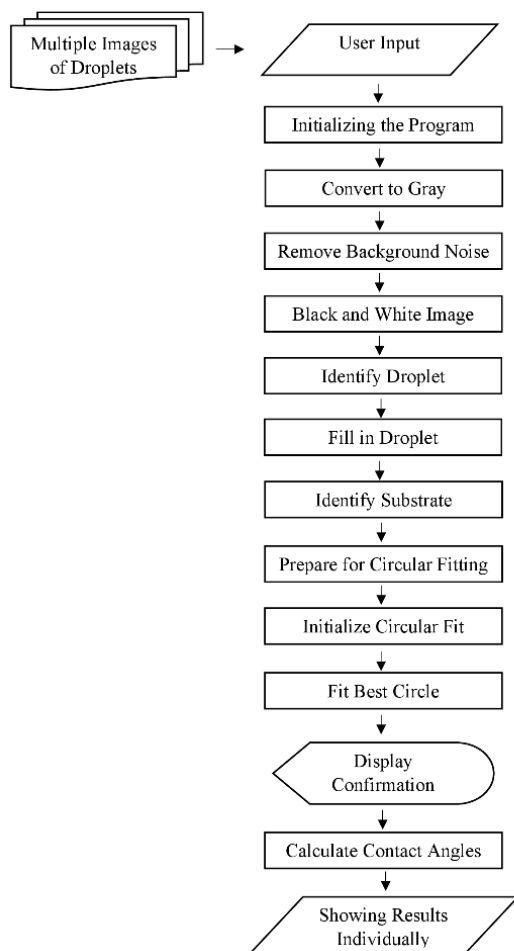 Multiple Images
of Droplets
User Input
Initializing the Program
Convert to Gray
Remove Background Noise
Black and White Image
Identify Droplet
Fill in Droplet
Identify Substrate
Prepare for Circular Fitting
Initialize Circular Fit
Fit Best Circle
Display
Confirmation
Calculate Contact Angles
Showing Results
Individually